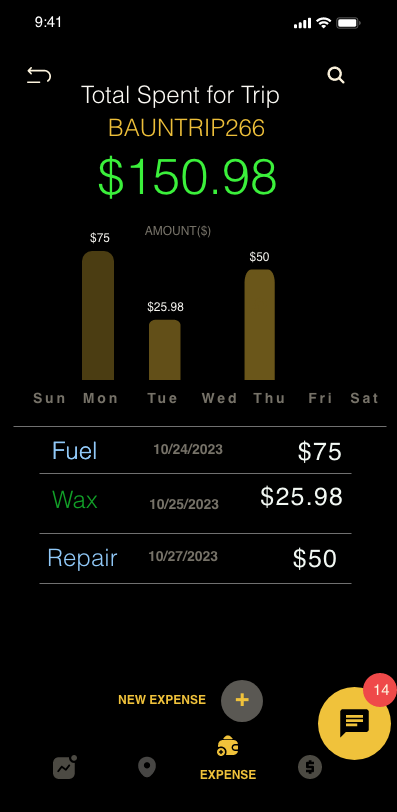 9:41
Total Spent for Trip
BAUNTRIP266
$150.98
AMOUNT($)
$75
$25.98
$50
Sun Mon Tue Wed Thu Fri Sat
Fuel 10/24/2023 $75
Wax 10/25/2023 $25.98
Repair 10/27/2023 $50
NEW EXPENSE +
14
EXPENSE
$